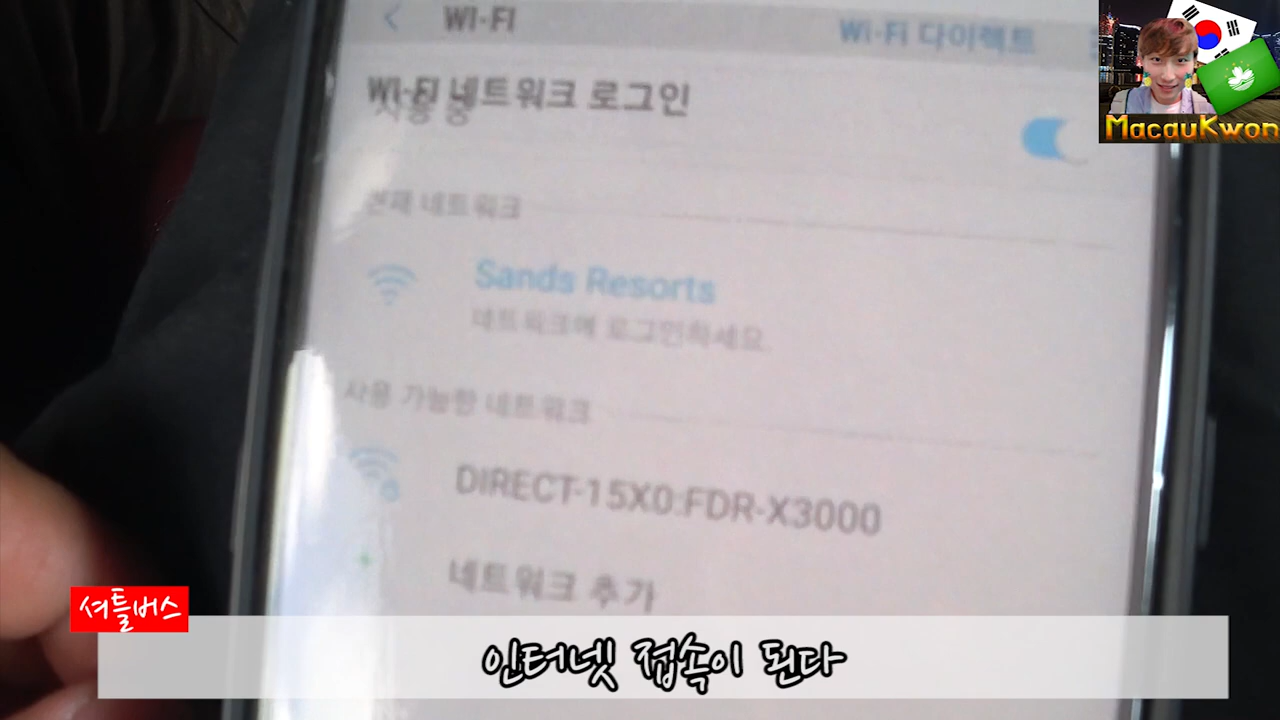 WI-FI
Wi-Fi 다이렉트
MacauKwon
Wi-Fi 네트워크 로그인
사용 중
현재 네트워크
Sands Resorts
네트워크에 로그인하세요.
사용 가능한 네트워크
DIRECT-15X0:FDR-X3000
네트워크 추가
셔틀버스
인터넷 접속이 된다